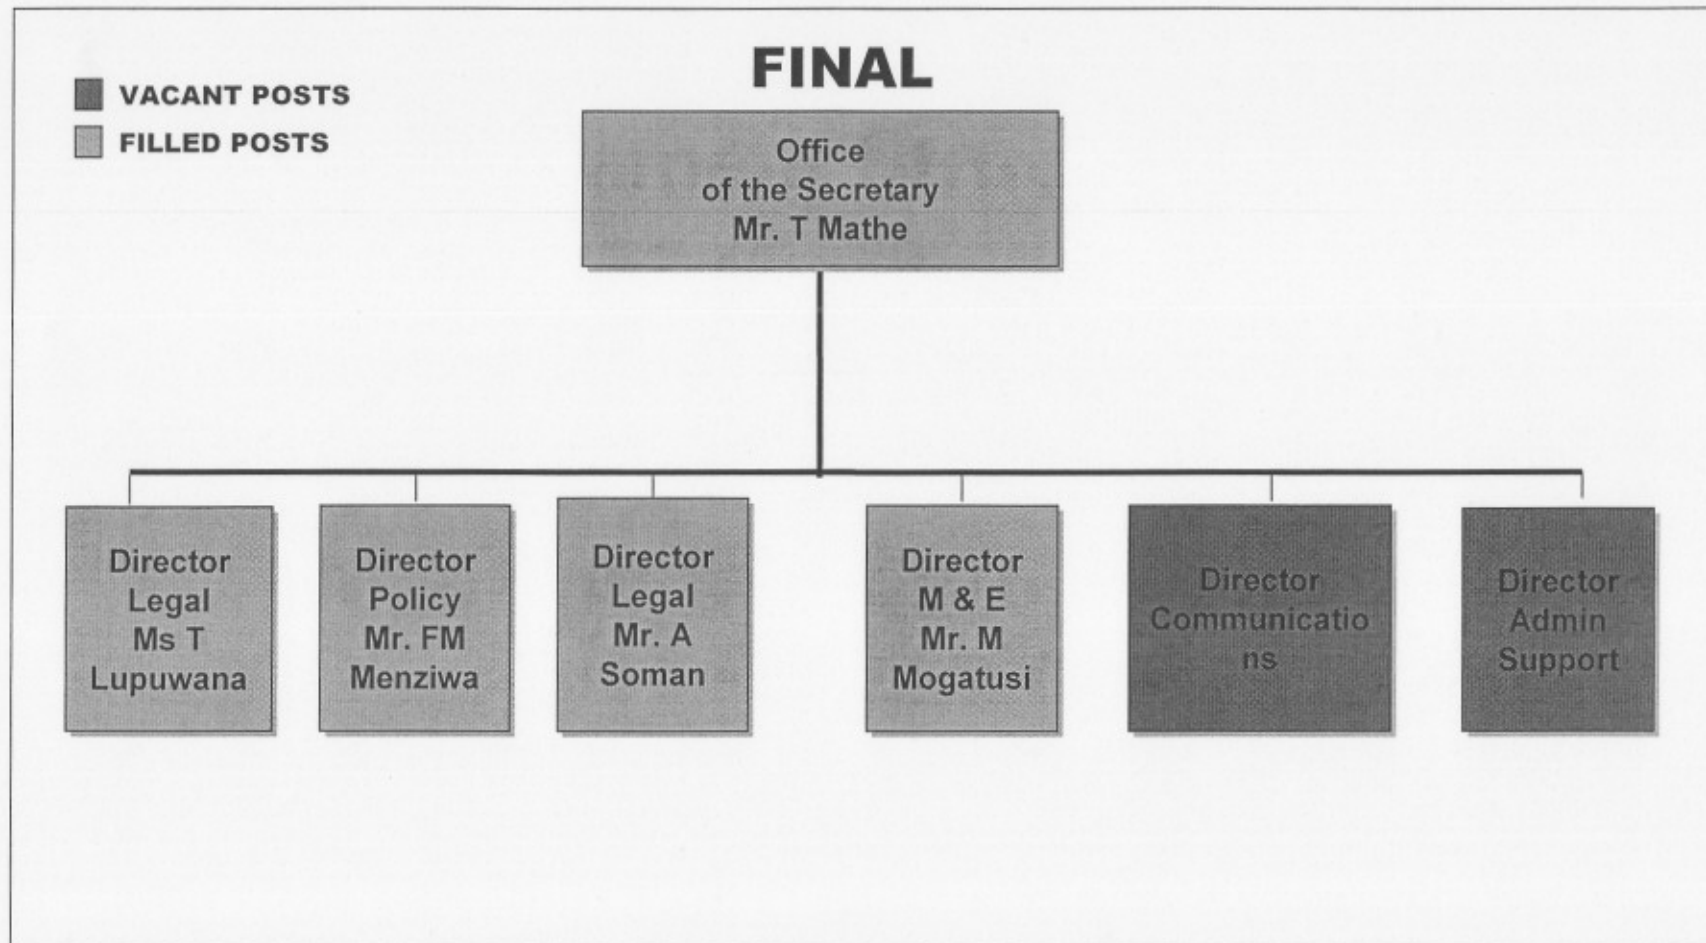 FINAL
VACANT POSTS
FILLED POSTS
Office
of the Secretary
Mr. T Mathe
Director
Legal
Ms T
Lupuwana
Director
Policy
Mr. FM
Menziwa
Director
Legal
Mr. A
Soman
Director
M & E
Mr. M
Mogatusi
Director
Communicatio
ns
Director
Admin
Support